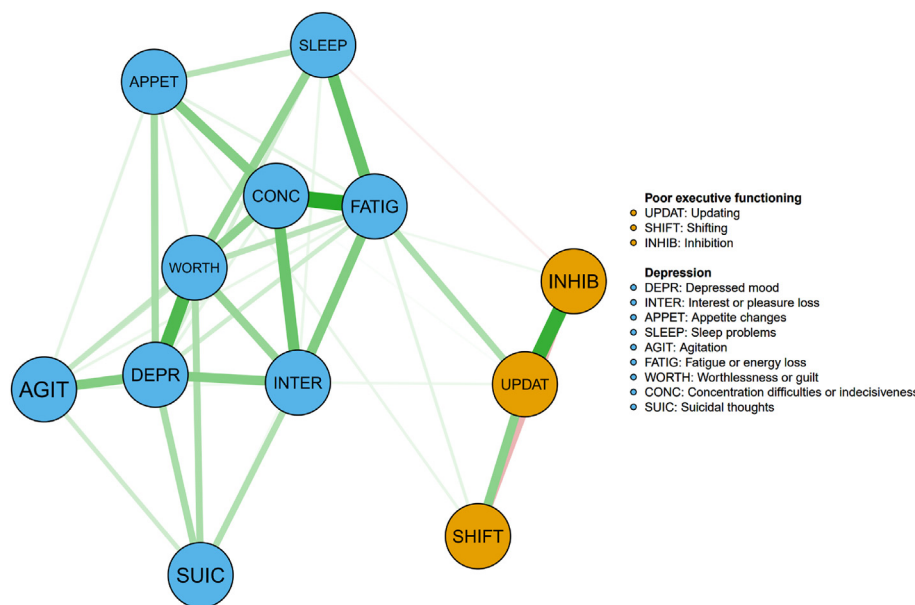 SLEEP
APPET
CONC
FATIG
WORTH
INHIB
DEPR
AGIT
INTER
UPDAT
SHIFT
SUIC
Poor executive functioning
UPDAT: Updating
SHIFT: Shifting
INHIB: Inhibition
Depression
DEPR: Depressed mood
INTER: Interest or pleasure loss
APPET: Appetite changes
SLEEP: Sleep problems
AGIT: Agitation
FATIG: Fatigue or energy loss
WORTH: Worthlessness or guilt
CONC: Concentration difficulties or indecisiveness
SUIC: Suicidal thoughts